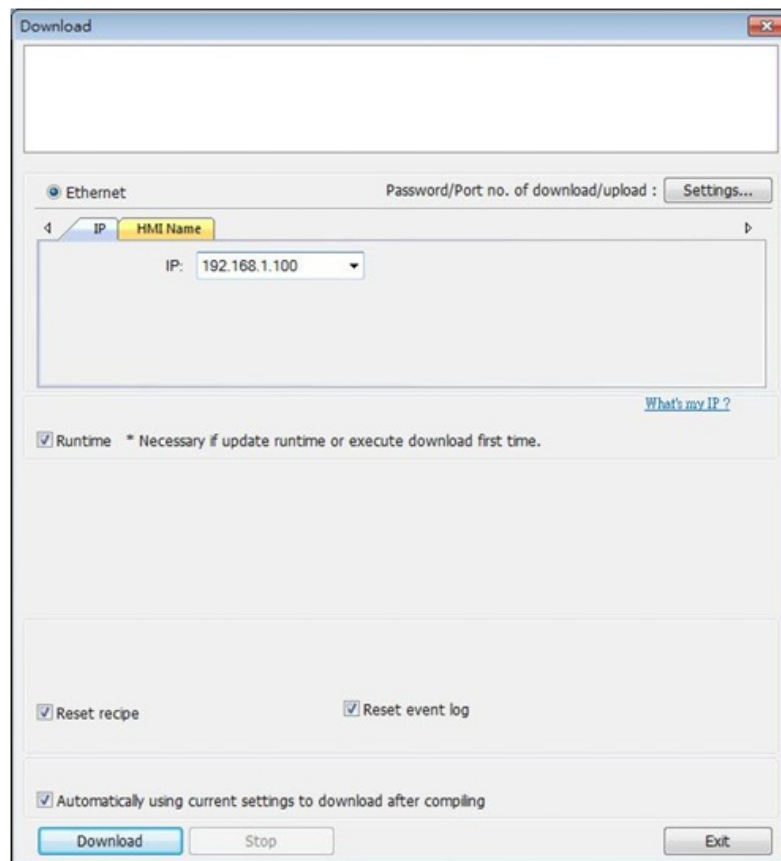 Download
Ethernet Password/Port no. of download/upload : Settings...
IP HMI Name
IP: 192.168.1.100
What's my IP ?
Runtime * Necessary if update runtime or execute download first time.
Reset recipe Reset event log
Automatically using current settings to download after compiling
Download Stop Exit